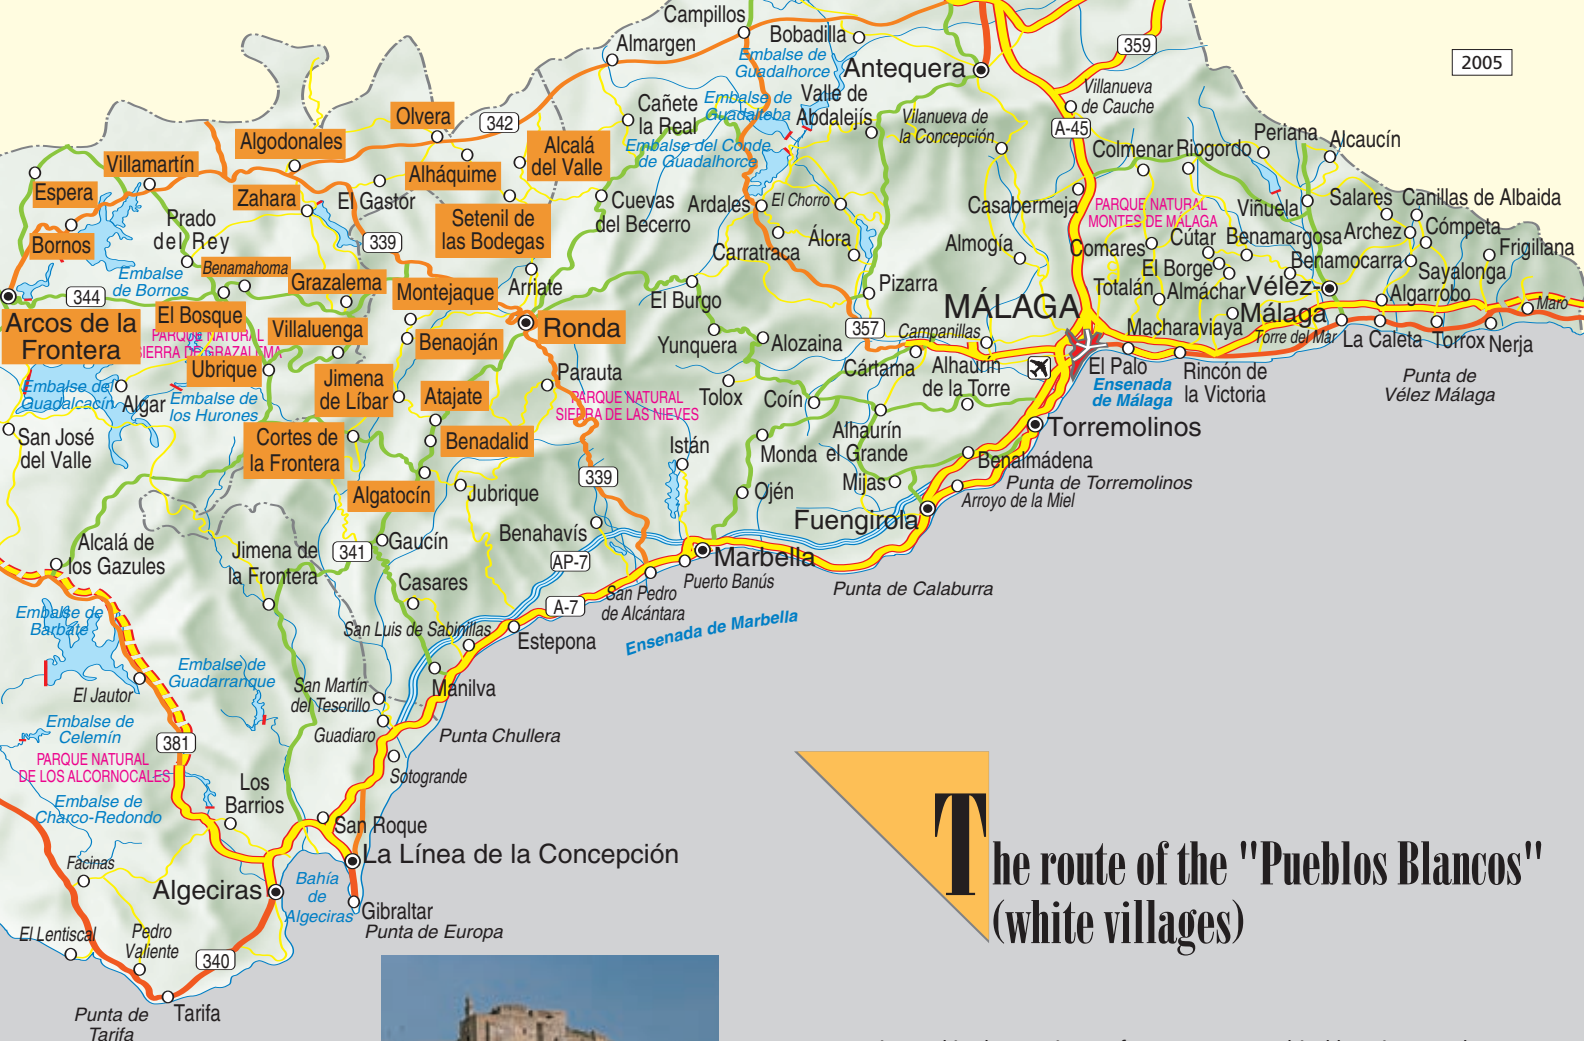 Campillos
Bobadilla
Almargen
Embalse de
Guadalhorce
Antequera
359
2005
Villanueva
de Cauche
Olvera
342
Cañete
la Real
Embalse de
Guadalteba
Valle de
Abdalejís
Vilanueva de
la Concepción
A-45
Algodonales
Alcalá
del Valle
Embalse del Conde
de Guadalhorce
Colmenar
Riogordo
Periana
Alcaucín
Villamartín
Alháquime
Espera
Zahara
El Gastor
Setenil de
las Bodegas
Cuevas
del Becerro
Ardales
El Chorro
Casabermeja
PARQUE NATURAL
MONTES DE MÁLAGA
Viñuela
Salares
Canillas de Albaida
Bornos
Prado
del Rey
339
Carratraca
Álora
Almogía
Comares
Cútar
Benamargosa
Archez
Cómpeta
Frigiliana
Embalse
de Bornos
Benamahoma
Grazalema
Montejaque
Arriate
El Burgo
Pizarra
Totalán
El Borge
Almáchar
Benamocarra
Sayalonga
Vélez-
Málaga
Algarrobo
Maro
344
Arcos de la
Frontera
El Bosque
PARQUE NATURAL
SIERRA DE GRAZALEMA
Villaluenga
Ronda
Benaoján
Yunquera
Alozaina
357
MÁLAGA
Campanillas
Macharaviaya
Torre del Mar
La Caleta
Torrox
Nerja
Ubrique
Embalse del
Guadalcacín
Algar
Embalse de
los Hurones
Jimena
de Líbar
Atajate
Parauta
PARQUE NATURAL
SIERRA DE LAS NIEVES
Tolox
Coín
Cártama
Alhaurín
de la Torre
El Palo
Ensenada
de Málaga
Rincón de
la Victoria
Punta de
Vélez Málaga
San José
del Valle
Cortes de
la Frontera
Benadalid
Istán
Monda
Alhaurín
el Grande
Torremolinos
Benalmádena
Punta de Torremolinos
Arroyo de la Miel
Algatocín
Jubrique
339
Ojén
Mijas
Fuengirola
Alcalá de
los Gazules
Jimena de
la Frontera
341
Gaucín
Benahavís
AP-7
Marbella
Puerto Banús
Punta de Calaburra
Casares
A-7
San Pedro
de Alcántara
Ensenada de Marbella
Embalse de
Barbate
San Luis de Sabinillas
Estepona
Embalse de
Guadarranque
El Jautor
San Martín
del Tesorillo
Manilva
Embalse de
Celemín
381
Guadiaro
Punta Chullera
PARQUE NATURAL
DE LOS ALCORNOCALES
Sotogrande
Embalse de
Charco-Redondo
Los
Barrios
San Roque
La Línea de la Concepción
Facinas
Algeciras
Bahía
de
Algeciras
Gibraltar
Punta de Europa
El Lentiscal
Pedro
Valiente
340
Punta de
Tarifa
Tarifa
The route of the "Pueblos Blancos"
(white villages)